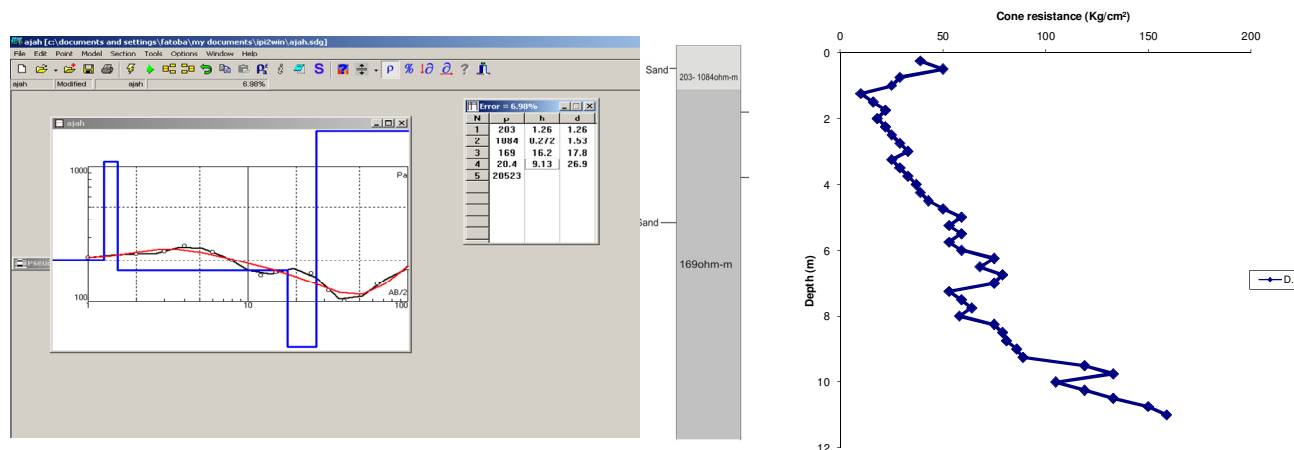 ajah [c:\documents and settings\fatoba\my documents\ipi2win\ajah.sdg]
File Edit Point Model Section Tools Options Window Help
ajah Modified ajah 6.98%
ajah
1000
Pa
100
AB/2
1 10 100
Error = 6.98%
N ρ h d
1 203 1.26 1.26
2 1084 0.272 1.53
3 169 16.2 17.8
4 20.4 9.13 26.9
5 20523
Pseu
Sand
203- 1084ohm-m
Sand
169ohm-m
Cone resistance (Kg/cm²)
0 50 100 150 200
0
2
4
6
8
10
12
Depth (m)
D.